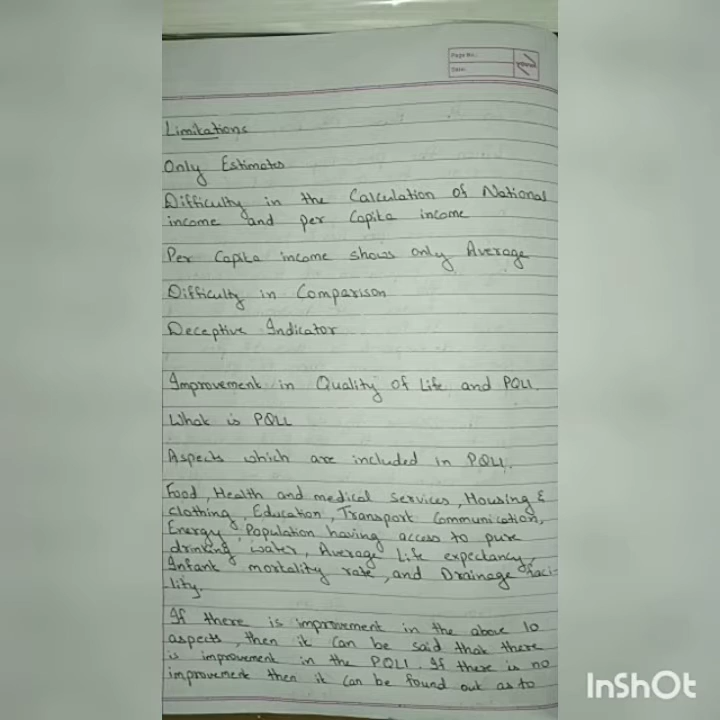 Page No.:
Date:
Limitations
Only Estimates
Difficulty in the Calculation of National
income and per Capita income
Per Capita income shows only Average
Difficulty in Comparison
Deceptive Indicator
Improvement in Quality of Life and PQLI.
What is PQLI
Aspects which are included in PQLI.
Food, Health and medical services, Housing &
clothing, Education, Transport Communication,
Energy, Population having access to pure
drinking water, Average Life expectancy,
Infant mortality rate, and Drainage faci-
lity.
If there is improvement in the above 10
aspects, then it can be said that there
is improvement in the PQLI. If there is no
improvement then it can be found out as to
InShOt